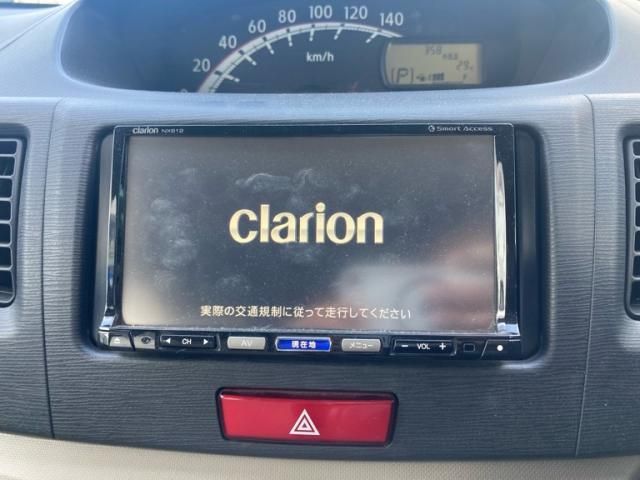 0 20 40 60 80 100 120 140
km/h
P
clarion NX612
Smart Access
clarion
実際の交通規制に従って走行してください
CH AV 現在地 メニュー − VOL +